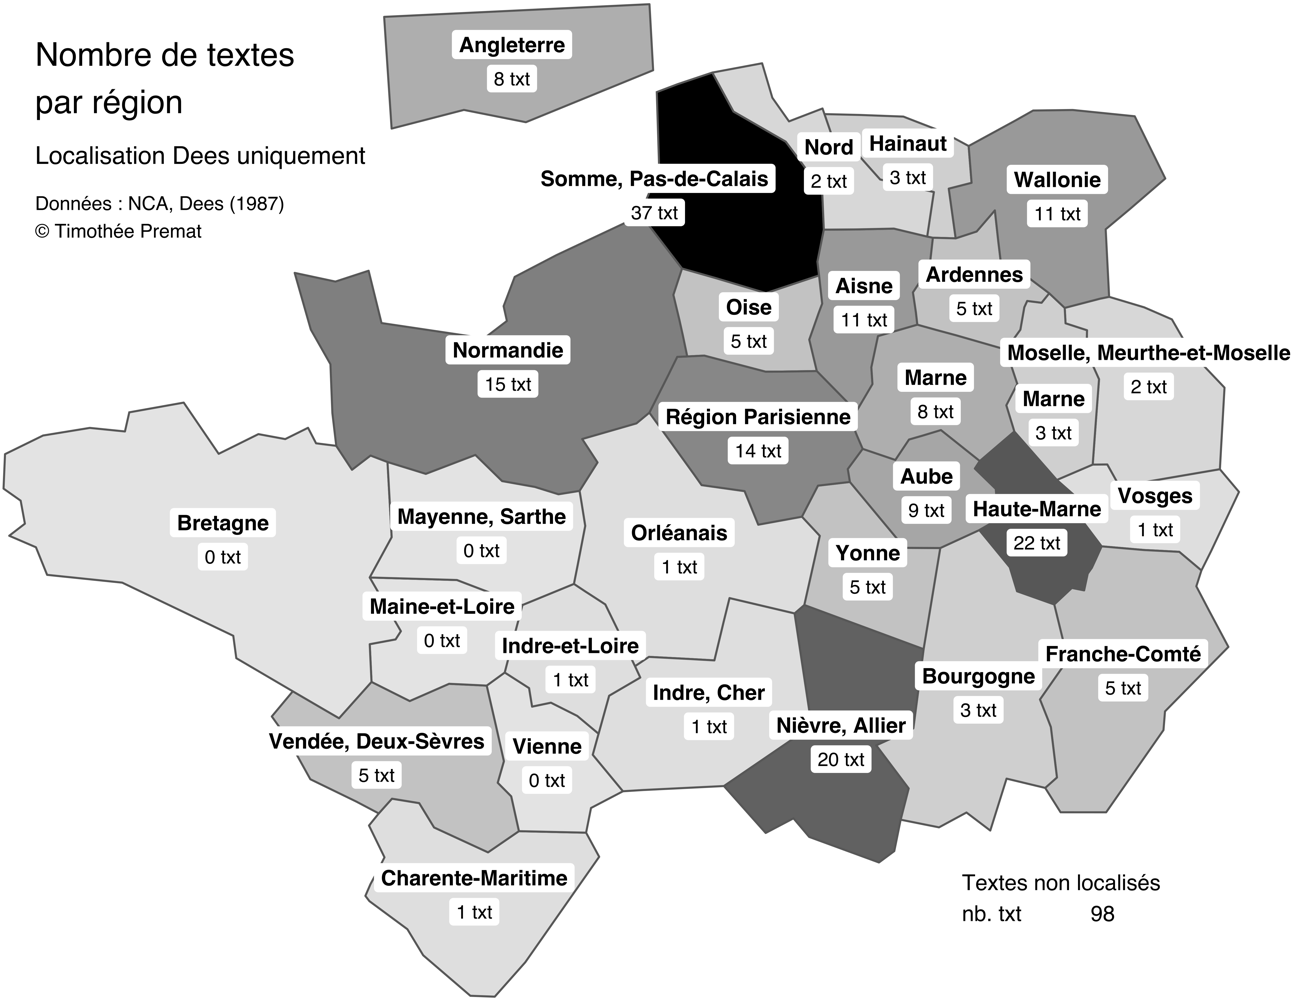 Nombre de textes
par région
Localisation Dees uniquement
Données : NCA, Dees (1987)
© Timothée Premat
Angleterre
8 txt
Somme, Pas-de-Calais
37 txt
Nord
2 txt
Hainaut
3 txt
Wallonie
11 txt
Normandie
15 txt
Oise
5 txt
Aisne
11 txt
Ardennes
5 txt
Moselle, Meurthe-et-Moselle
2 txt
Marne
8 txt
Marne
3 txt
Région Parisienne
14 txt
Aube
9 txt
Haute-Marne
22 txt
Vosges
1 txt
Bretagne
0 txt
Mayenne, Sarthe
0 txt
Orléanais
1 txt
Yonne
5 txt
Maine-et-Loire
0 txt
Indre-et-Loire
1 txt
Indre, Cher
1 txt
Nièvre, Allier
20 txt
Bourgogne
3 txt
Franche-Comté
5 txt
Vendée, Deux-Sèvres
5 txt
Vienne
0 txt
Charente-Maritime
1 txt
Textes non localisés
nb. txt 98